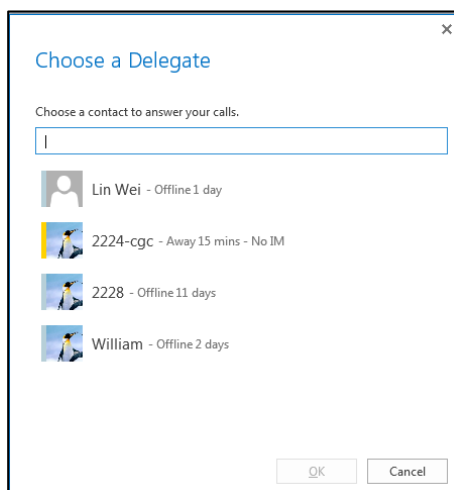 Choose a Delegate
Choose a contact to answer your calls.
Lin Wei - Offline 1 day
2224-cgc - Away 15 mins - No IM
2228 - Offline 11 days
William - Offline 2 days
OK Cancel